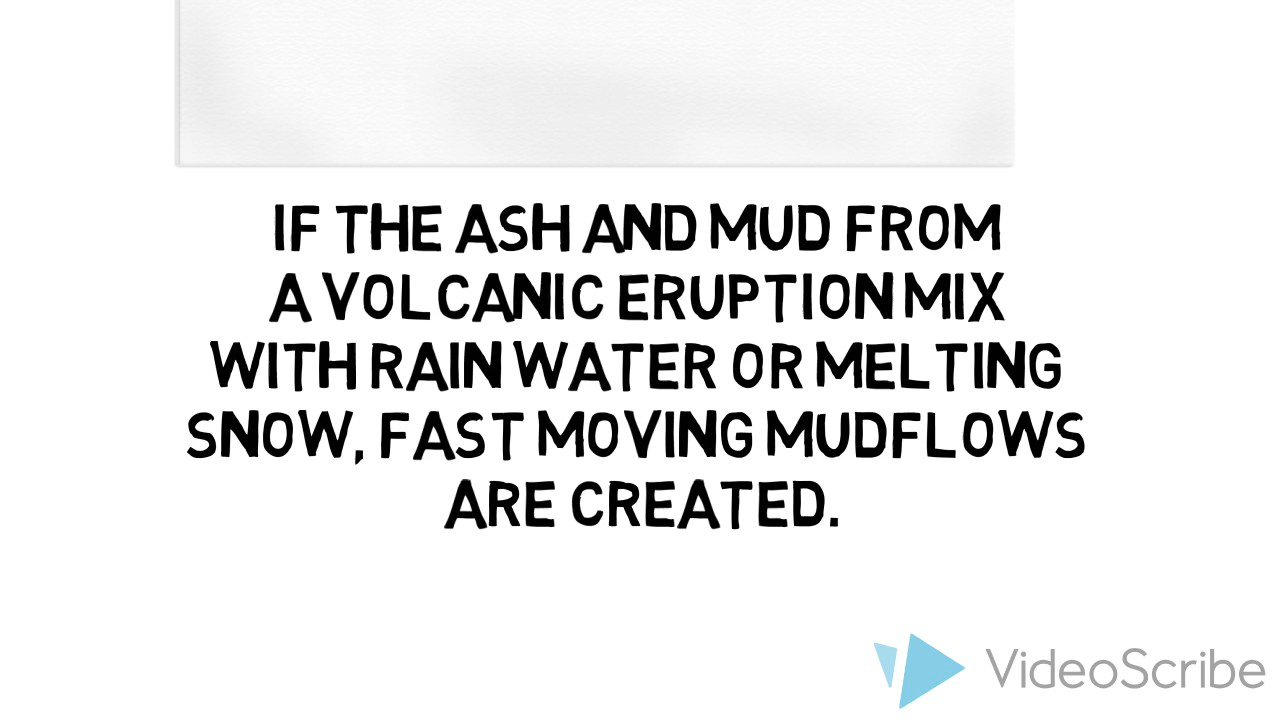 IF THE ASH AND MUD FROM
A VOLCANIC ERUPTION MIX
WITH RAIN WATER OR MELTING
SNOW, FAST MOVING MUDFLOWS
ARE CREATED.
VideoScribe